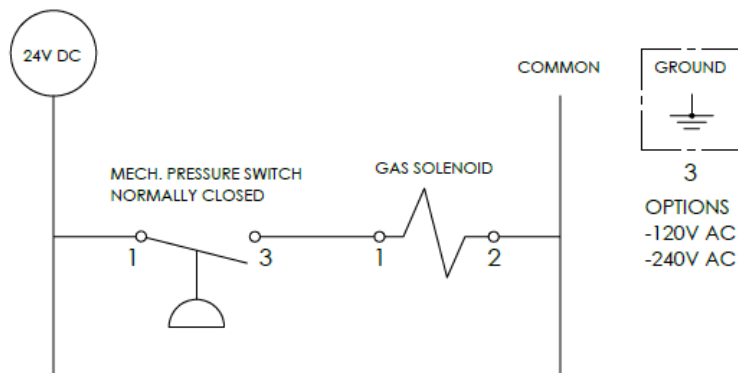 24V DC
COMMON
GROUND
MECH. PRESSURE SWITCH
NORMALLY CLOSED
GAS SOLENOID
1
3
1
2
3
OPTIONS
-120V AC
-240V AC